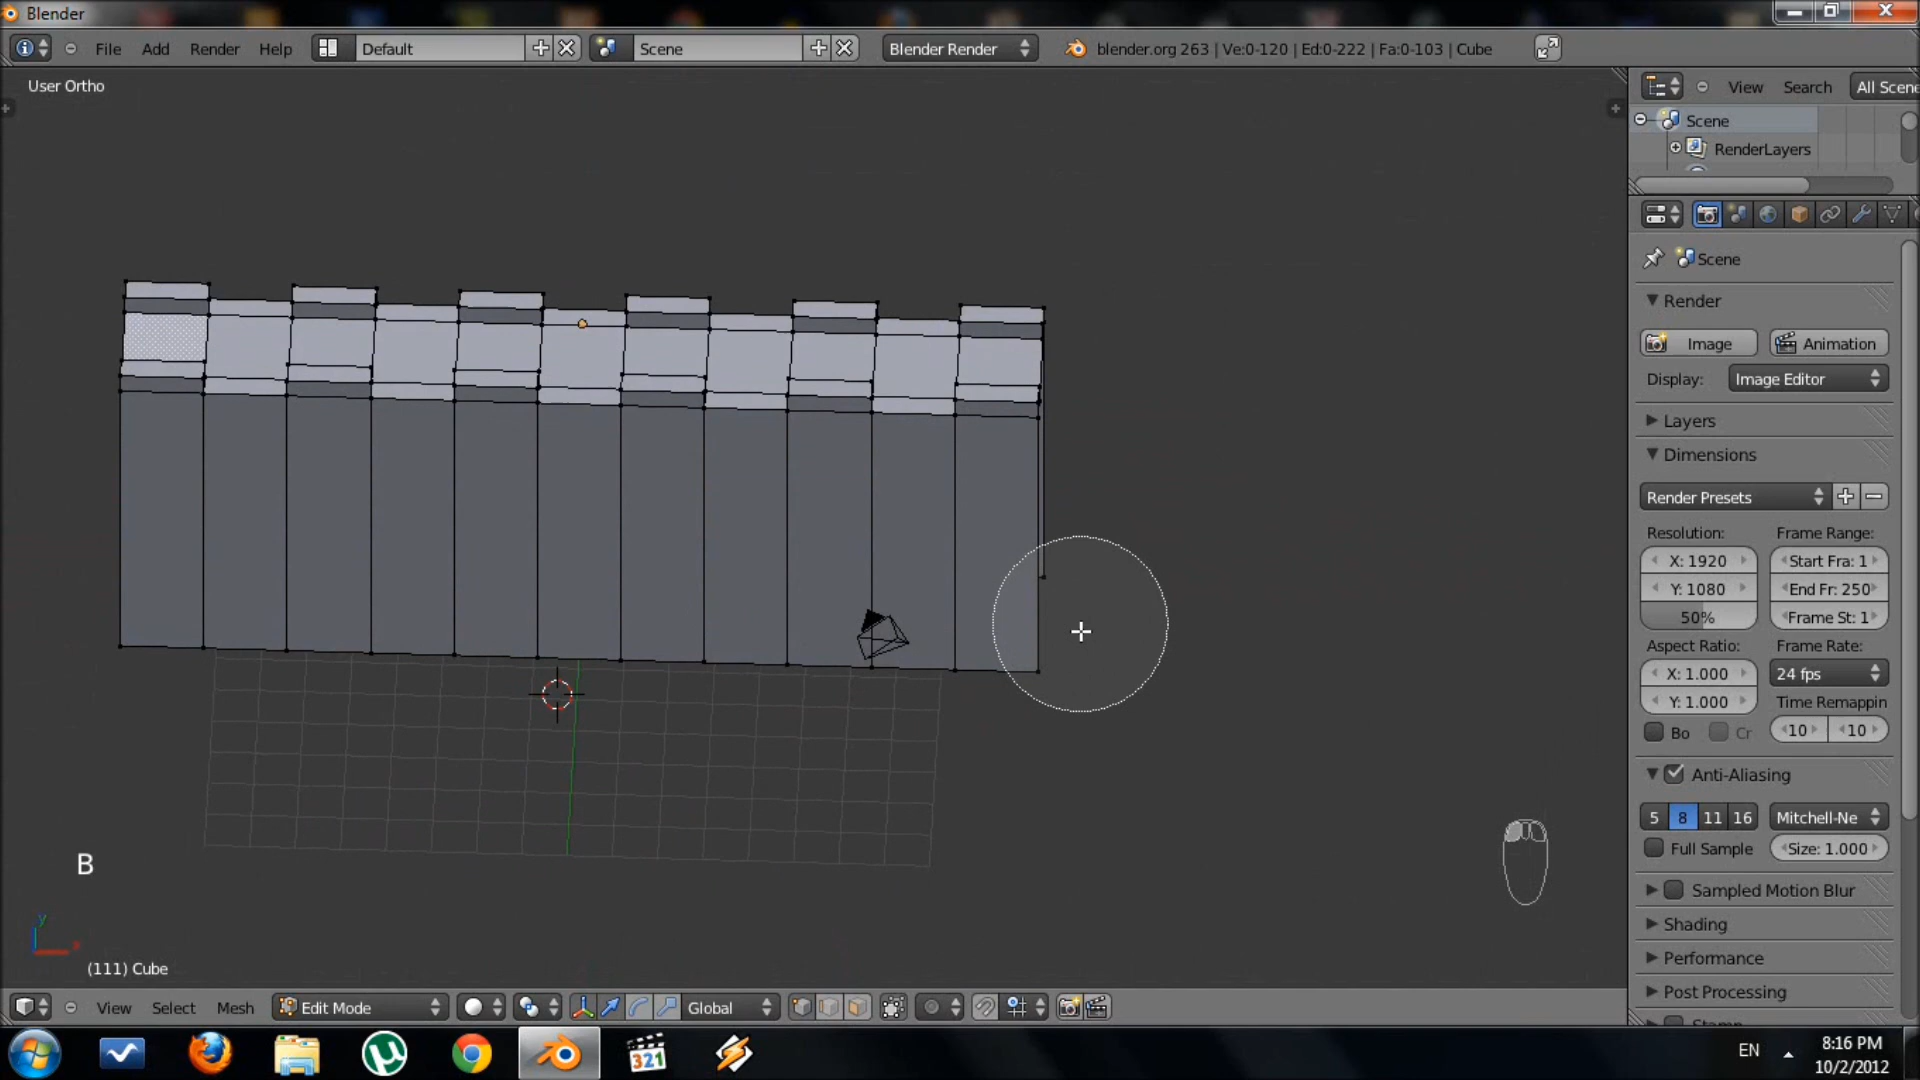 Blender
File Add Render Help Default Scene Blender Render blender.org 263 | Ve:0-120 | Ed:0-222 | Fa:0-103 | Cube
User Ortho
View Search All Scene
Scene
RenderLayers
Scene
Render
Image Animation
Display: Image Editor
Layers
Dimensions
Render Presets
Resolution: Frame Range:
X: 1920 Start Fra: 1
Y: 1080 End Fr: 250
50% Frame St: 1
Aspect Ratio: Frame Rate:
X: 1.000 24 fps
Y: 1.000 Time Remappin
Bo Cr 10 10
Anti-Aliasing
5 8 11 16 Mitchell-Ne
Full Sample Size: 1.000
Sampled Motion Blur
Shading
Performance
Post Processing
B
y
x
(111) Cube
View Select Mesh Edit Mode Global
321
EN
8:16 PM
10/2/2012